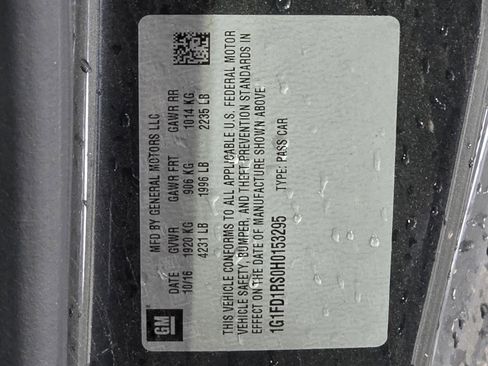 MFD BY GENERAL MOTORS LLC
DATE GVWR GAWR FRT GAWR RR
10/16 1920 KG 906 KG 1014 KG
4231 LB 1996 LB 2235 LB
THIS VEHICLE CONFORMS TO ALL APPLICABLE U.S. FEDERAL MOTOR
VEHICLE SAFETY, BUMPER, AND THEFT PREVENTION STANDARDS IN
EFFECT ON THE DATE OF MANUFACTURE SHOWN ABOVE
1G1FD1RS0H0153295 TYPE: PASS CAR
GM